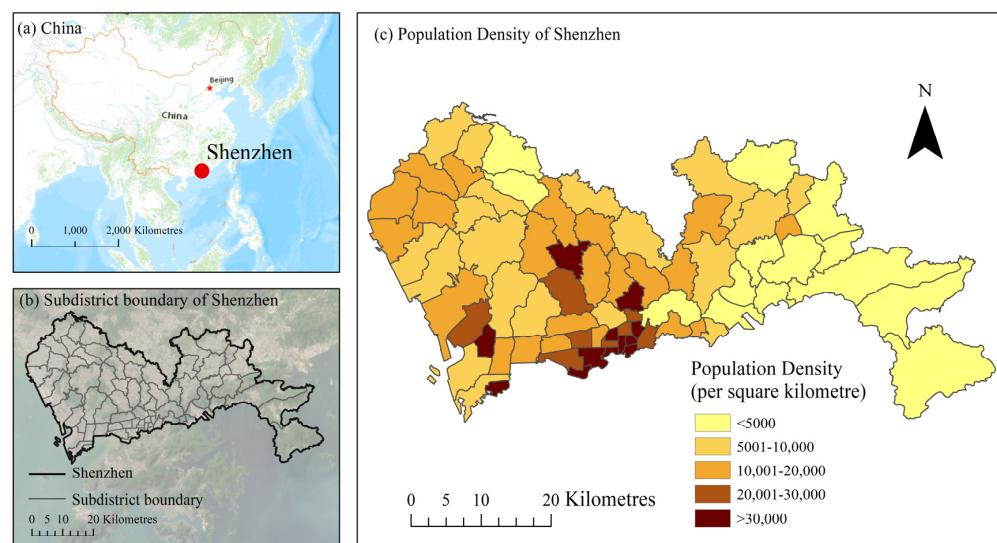 (a) China
Beijing
China
Shenzhen
0 1,000 2,000 Kilometres
(b) Subdistrict boundary of Shenzhen
Shenzhen
Subdistrict boundary
0 5 10 20 Kilometres
(c) Population Density of Shenzhen
N
Population Density
(per square kilometre)
<5000
5001-10,000
10,001-20,000
20,001-30,000
>30,000
0 5 10 20 Kilometres